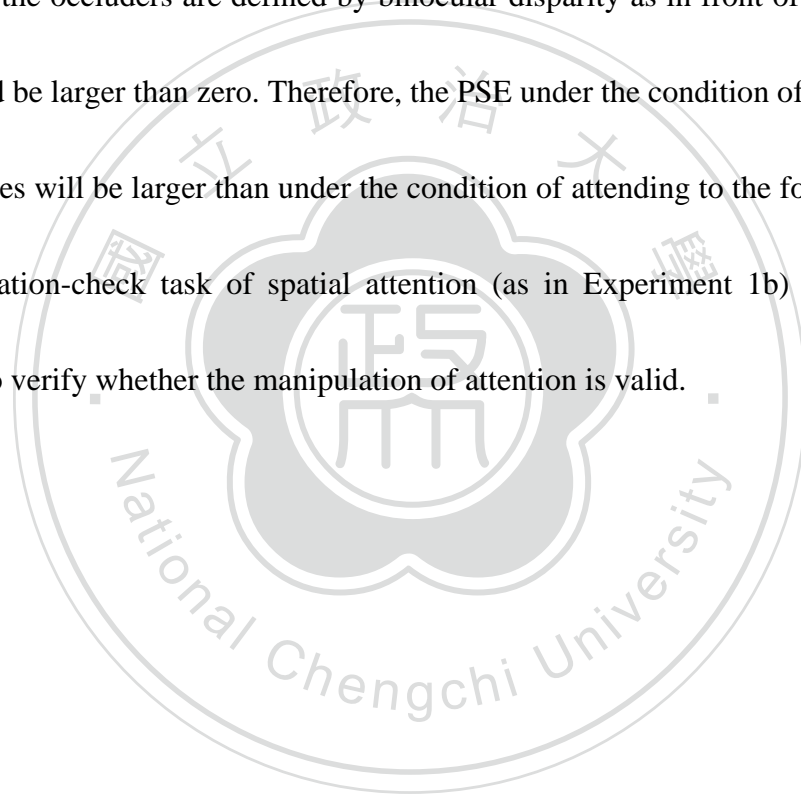 the occluders are defined by binocular disparity as in front of
be larger than zero. Therefore, the PSE under the condition of
es will be larger than under the condition of attending to the fo
ation-check task of spatial attention (as in Experiment 1b)
verify whether the manipulation of attention is valid.
國立政治大學
政
National Chengchi University